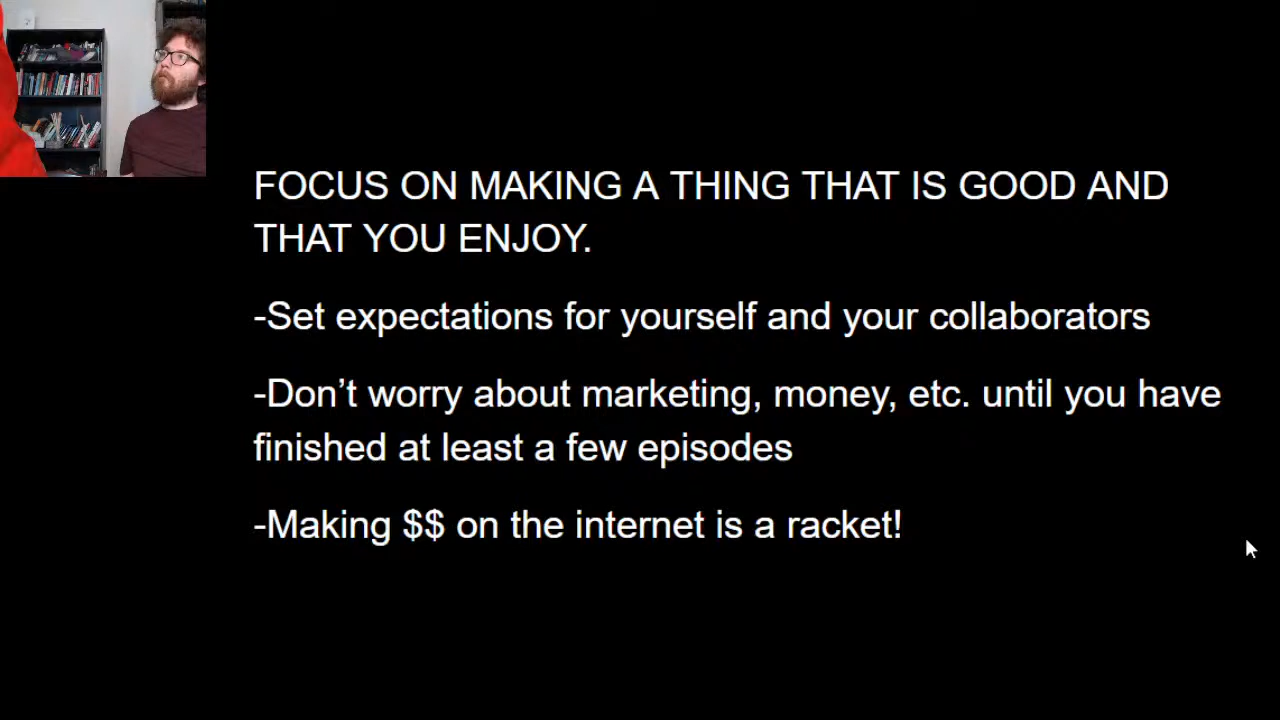 FOCUS ON MAKING A THING THAT IS GOOD AND
THAT YOU ENJOY.
-Set expectations for yourself and your collaborators
-Don’t worry about marketing, money, etc. until you have
finished at least a few episodes
-Making $$ on the internet is a racket!